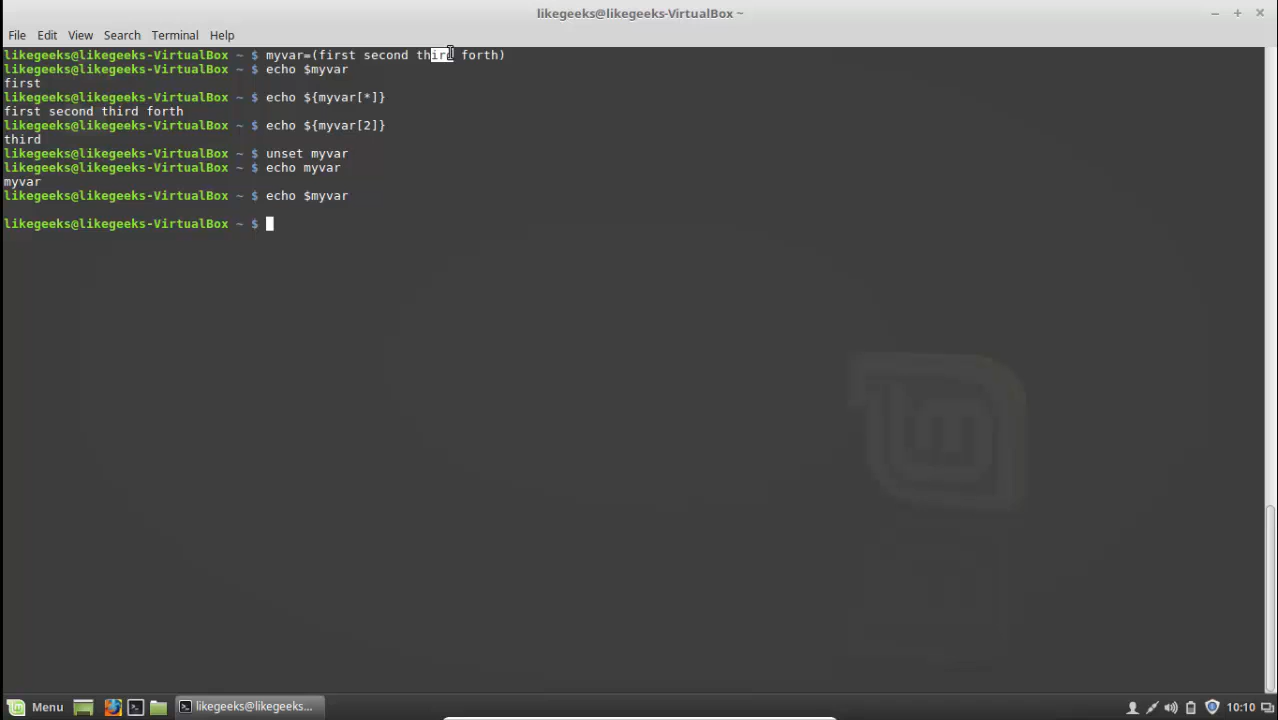 likegeeks@likegeeks-VirtualBox ~
File Edit View Search Terminal Help
likegeeks@likegeeks-VirtualBox ~ $ myvar=(first second third forth)
likegeeks@likegeeks-VirtualBox ~ $ echo $myvar
first
likegeeks@likegeeks-VirtualBox ~ $ echo ${myvar[*]}
first second third forth
likegeeks@likegeeks-VirtualBox ~ $ echo ${myvar[2]}
third
likegeeks@likegeeks-VirtualBox ~ $ unset myvar
likegeeks@likegeeks-VirtualBox ~ $ echo myvar
myvar
likegeeks@likegeeks-VirtualBox ~ $ echo $myvar
likegeeks@likegeeks-VirtualBox ~ $
Menu likegeeks@likegeeks... 10:10